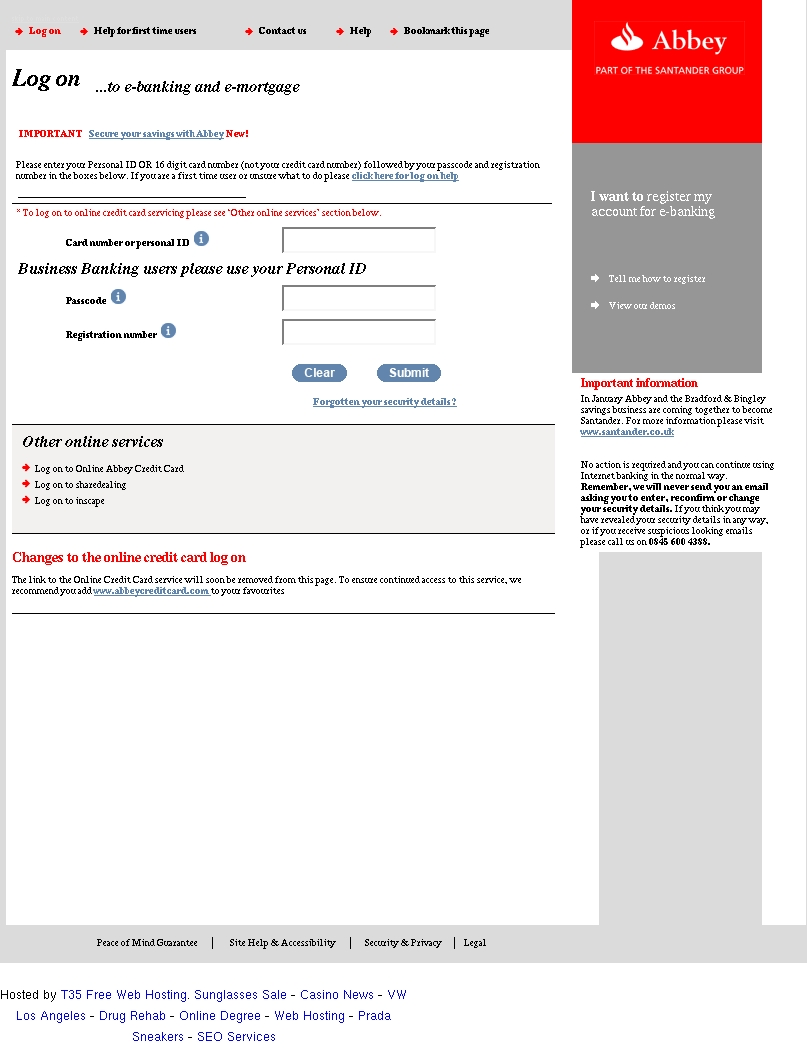 Log on
Help for first time users
Contact us
Help
Bookmark this page
Abbey
PART OF THE SANTANDER GROUP
Log on ...to e-banking and e-mortgage
IMPORTANT Secure your savings with Abbey New!
Please enter your Personal ID OR 16 digit card number (not your credit card number) followed by your passcode and registration
number in the boxes below. If you are a first time user or unsure what to do please click here for log on help
* To log on to online credit card servicing please see 'Other online services' section below.
Card number or personal ID
Business Banking users please use your Personal ID
Passcode
Registration number
Clear
Submit
Forgotten your security details?
Other online services
Log on to Online Abbey Credit Card
Log on to sharedealing
Log on to inscape
Changes to the online credit card log on
The link to the Online Credit Card service will soon be removed from this page. To ensure continued access to this service, we
recommend you add www.abbeycreditcard.com to your favourites
I want to register my
account for e-banking
Tell me how to register
View our demos
Important information
In January Abbey and the Bradford & Bingley
savings business are coming together to become
Santander. For more information please visit
www.santander.co.uk
No action is required and you can continue using
Internet banking in the normal way.
Remember, we will never send you an email
asking you to enter, reconfirm or change
your security details. If you think you may
have revealed your security details in any way,
or if you receive suspicious looking emails
please call us on 0845 600 4388.
Peace of Mind Guarantee | Site Help & Accessibility | Security & Privacy | Legal
Hosted by T35 Free Web Hosting. Sunglasses Sale - Casino News - VW
Los Angeles - Drug Rehab - Online Degree - Web Hosting - Prada
Sneakers - SEO Services